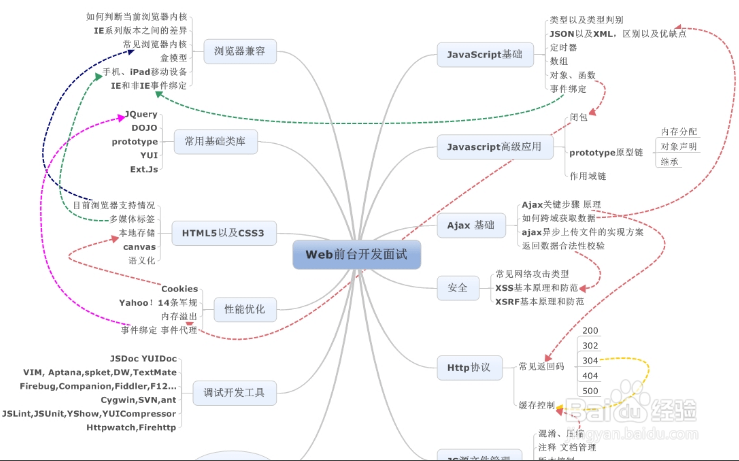 Web前台开发面试
浏览器兼容
如何判断当前浏览器内核
IE系列版本之间的差异
常见浏览器内核
盒模型
手机、iPad移动设备
IE和非IE事件绑定
常用基础类库
JQuery
DOJO
prototype
YUI
Ext.Js
HTML5以及CSS3
目前浏览器支持情况
多媒体标签
本地存储
canvas
语义化
性能优化
Cookies
Yahoo！14条军规
内存溢出
事件绑定 事件代理
调试开发工具
JSDoc YUIDoc
VIM, Aptana,spket,DW,TextMate
Firebug,Companion,Fiddler,F12...
Cygwin,SVN,ant
JSLint,JSUnit,YShow,YUICompressor
Httpwatch,Firehttp
JavaScript基础
类型以及类型判别
JSON以及XML，区别以及优缺点
定时器
数组
对象、函数
事件绑定
Javascript高级应用
闭包
prototype原型链
内存分配
对象声明
继承
作用域链
Ajax 基础
Ajax关键步骤 原理
如何跨域获取数据
ajax异步上传文件的实现方案
返回数据合法性校验
安全
常见网络攻击类型
XSS基本原理和防范
XSRF基本原理和防范
Http协议
常见返回码
200
302
304
404
500
缓存控制
JS源文件管理
混淆、压缩
注释 文档管理
版本控制
Baidu经验
jingyan.baidu.com